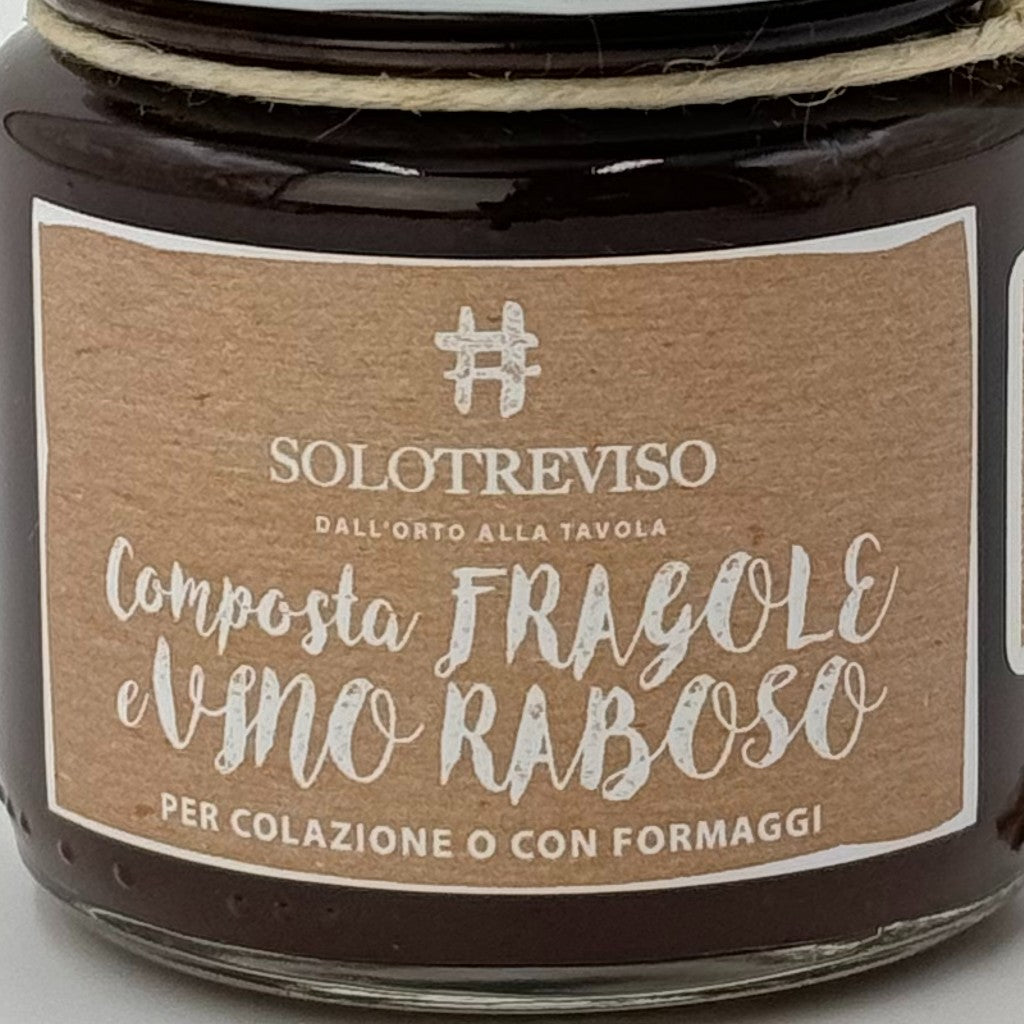 #
SOLOTREVISO
DALL'ORTO ALLA TAVOLA
Composta FRAGOLE
e VINO RABOSO
PER COLAZIONE O CON FORMAGGI